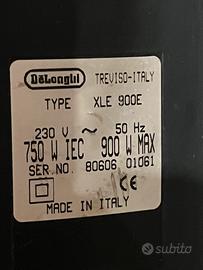 DeLonghi TREVISO-ITALY
TYPE XLE 900E
230 V ~ 50 Hz
750 W IEC 900 W MAX
SER.NO. 80606 01061
CE
MADE IN ITALY
subito